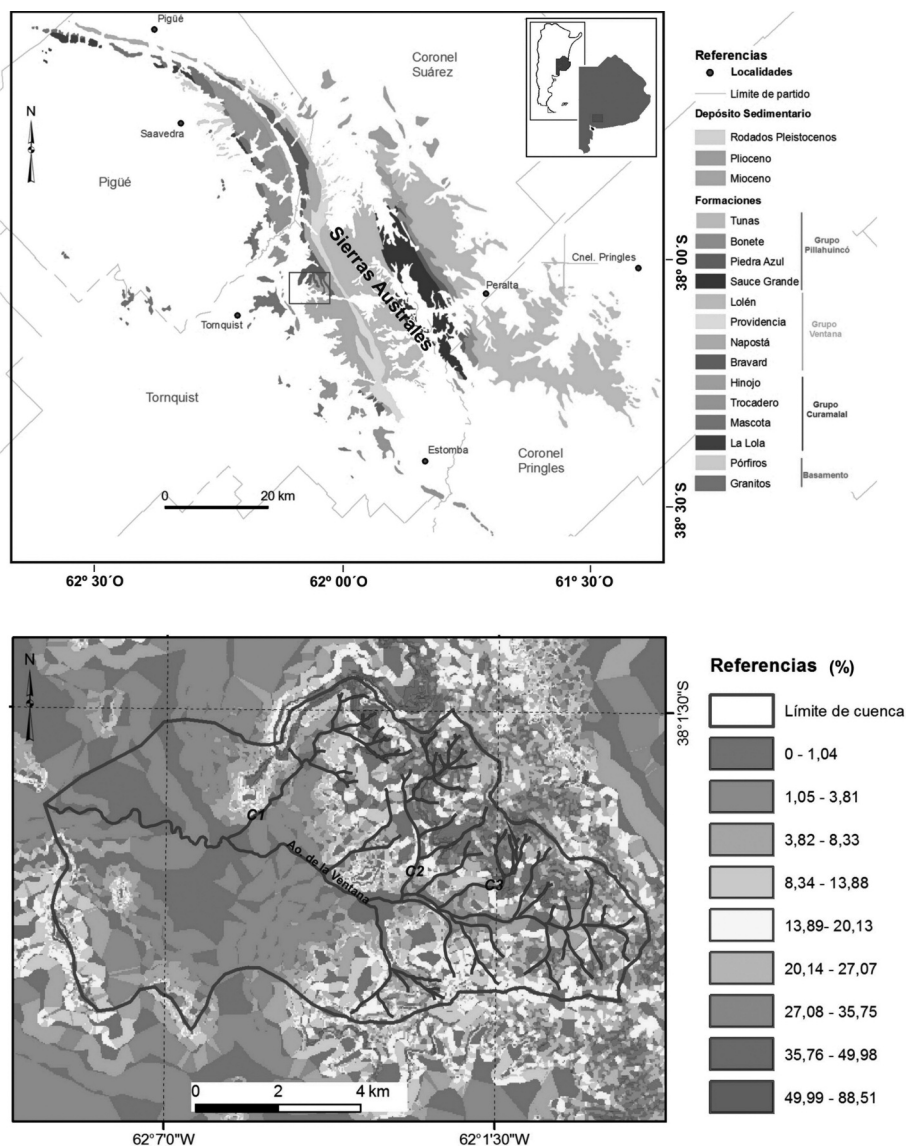 Pigüé
Coronel
Suárez
N
Saavedra
Pigüé
Sierras Australes
Cnel. Pringles
Peralta
Tornquist
Tornquist
Estomba
Coronel
Pringles
0 20 km
38° 00´S
38° 30´S
62° 30´O 62° 00´O 61° 30´O
Referencias
Localidades
Límite de partido
Depósito Sedimentario
Rodados Pleistocenos
Plioceno
Mioceno
Formaciones
Tunas
Bonete
Piedra Azul
Sauce Grande
Grupo
Pillahuincó
Lolén
Providencia
Napostá
Bravard
Grupo
Ventana
Hinojo
Trocadero
Mascota
La Lola
Grupo
Curamalal
Pórfiros
Granitos
Basamento
N
38°1'30"S
C1
Ao. de la Ventana
C2
C3
0 2 4 km
62°7'0"W 62°1'30"W
Referencias (%)
Límite de cuenca
0 - 1,04
1,05 - 3,81
3,82 - 8,33
8,34 - 13,88
13,89- 20,13
20,14 - 27,07
27,08 - 35,75
35,76 - 49,98
49,99 - 88,51